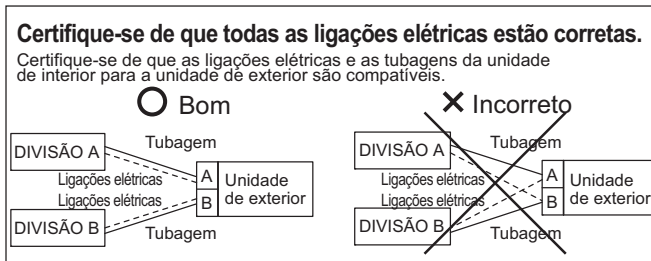 Certifique-se de que todas as ligações elétricas estão corretas.
Certifique-se de que as ligações elétricas e as tubagens da unidade
de interior para a unidade de exterior são compatíveis.
Bom
DIVISÃO A
Tubagem
Ligações elétricas
Ligações elétricas
A
B
Unidade
de exterior
DIVISÃO B
Tubagem
Incorreto
DIVISÃO A
Tubagem
Ligações elétricas
Ligações elétricas
A
B
Unidade
de exterior
DIVISÃO B
Tubagem